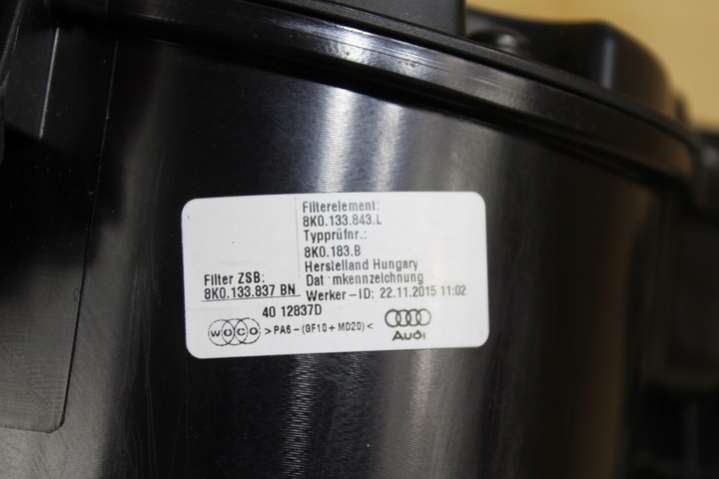 Filterelement:
8K0.133.843.L
Typprüfnr.:
8K0.183.B
Herstelland Hungary
Filter ZSB:
Dat mkennzeichnung
8K0.133.837 BN
Werker-ID: 22.11.2015 11:02
40 12837D
WOCO >PA6-(GF10+MD20)<
Audi